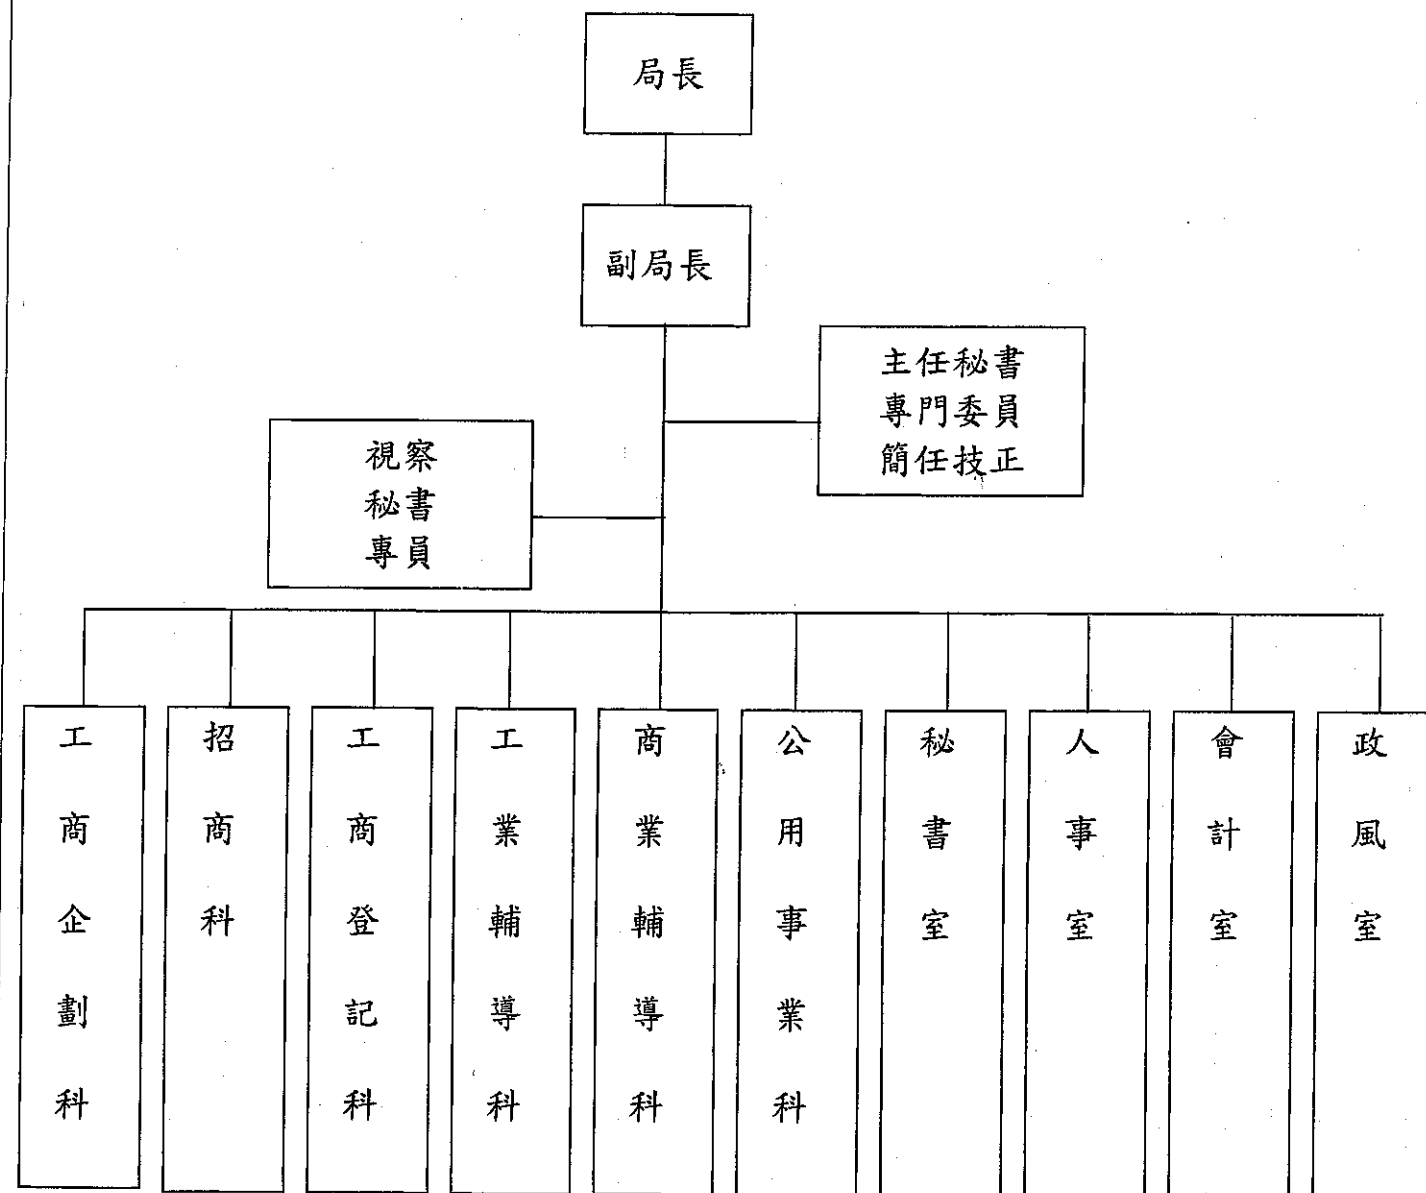 局長
副局長
主任秘書
專門委員
簡任技正
視察
秘書
專員
工商企劃科
招商科
工商登記科
工業輔導科
商業輔導科
公用事業科
秘書室
人事室
會計室
政風室